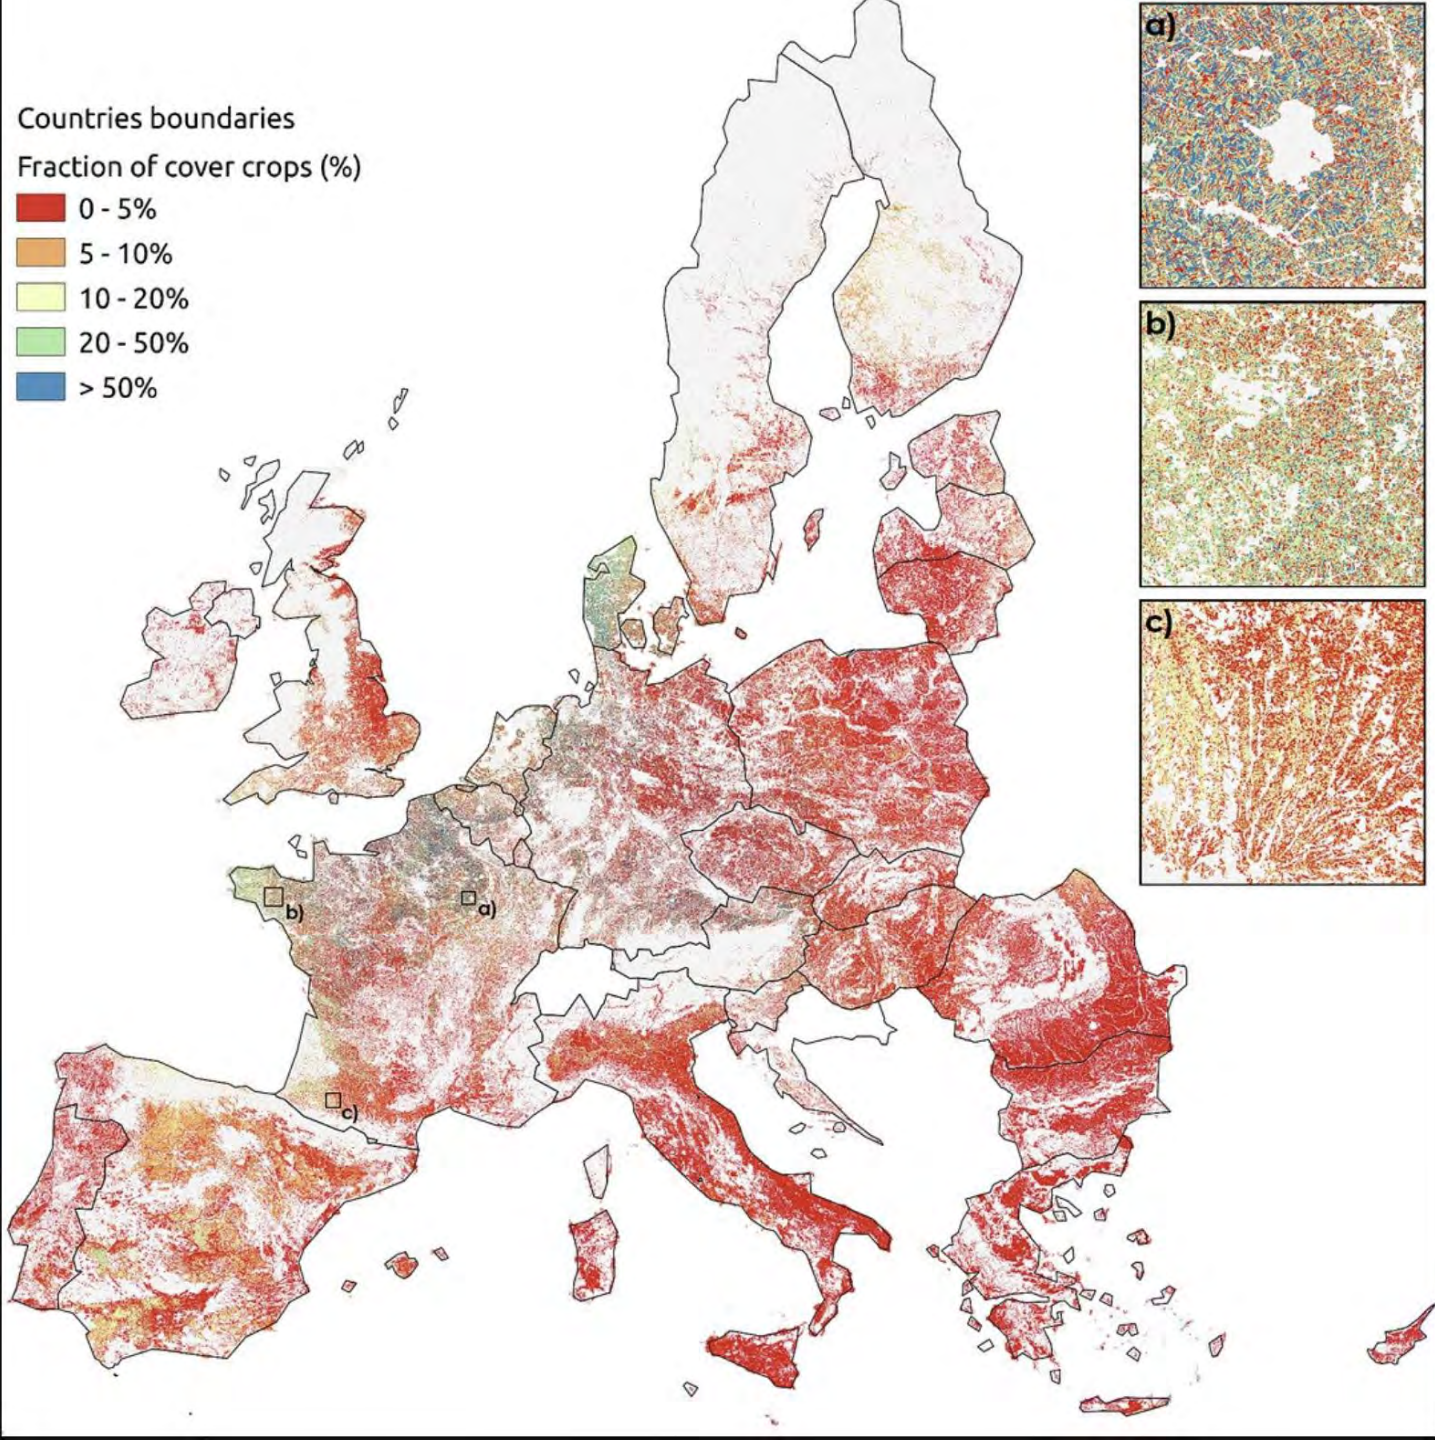 Countries boundaries
Fraction of cover crops (%)
0 - 5%
5 - 10%
10 - 20%
20 - 50%
> 50%
a)
b)
c)
b)
a)
c)